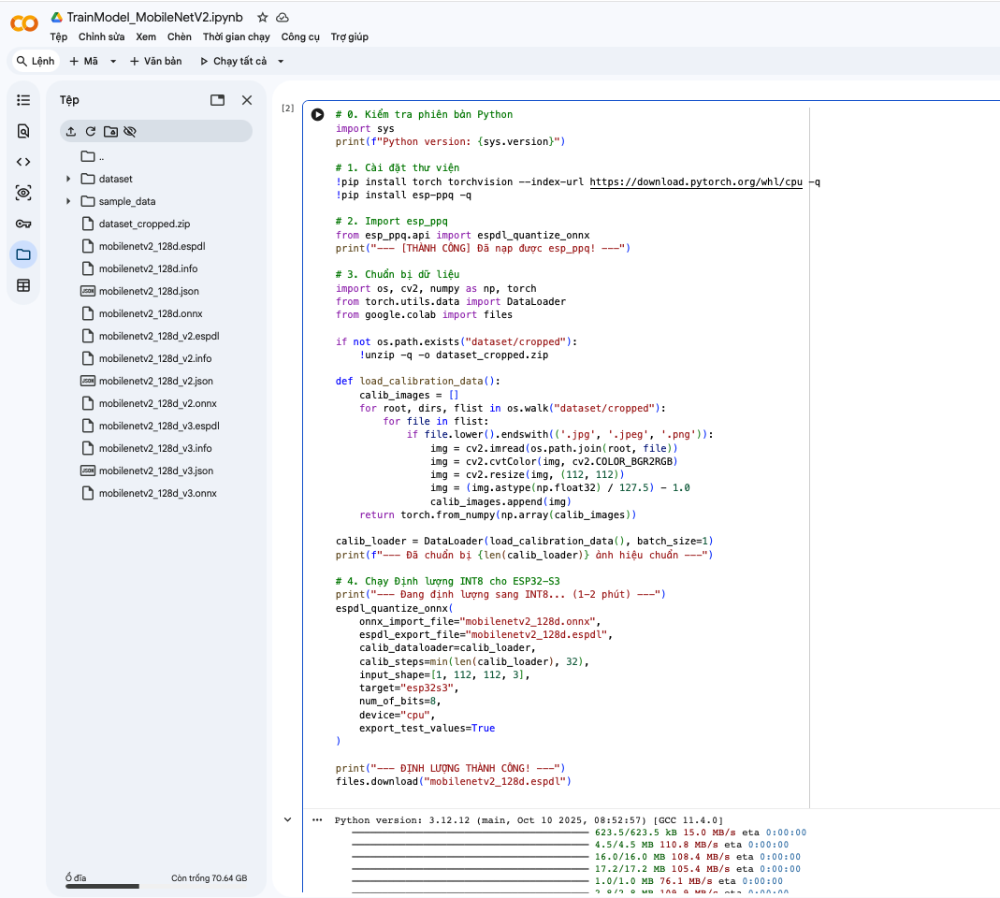 TrainModel_MobileNetV2.ipynb
Tệp Chỉnh sửa Xem Chèn Thời gian chạy Công cụ Trợ giúp
Lệnh + Mã + Văn bản Chạy tất cả
Tệp
..
dataset
sample_data
dataset_cropped.zip
mobilenetv2_128d.espdl
mobilenetv2_128d.info
mobilenetv2_128d.json
mobilenetv2_128d.onnx
mobilenetv2_128d_v2.espdl
mobilenetv2_128d_v2.info
mobilenetv2_128d_v2.json
mobilenetv2_128d_v2.onnx
mobilenetv2_128d_v3.espdl
mobilenetv2_128d_v3.info
mobilenetv2_128d_v3.json
mobilenetv2_128d_v3.onnx
Ổ đĩa Còn trống 70.64 GB
[2]
# 0. Kiểm tra phiên bản Python
import sys
print(f"Python version: {sys.version}")
# 1. Cài đặt thư viện
!pip install torch torchvision --index-url https://download.pytorch.org/whl/cpu -q
!pip install esp-ppq -q
# 2. Import esp_ppq
from esp_ppq.api import espdl_quantize_onnx
print("--- [THÀNH CÔNG] Đã nạp được esp_ppq! ---")
# 3. Chuẩn bị dữ liệu
import os, cv2, numpy as np, torch
from torch.utils.data import DataLoader
from google.colab import files
if not os.path.exists("dataset/cropped"):
    !unzip -q -o dataset_cropped.zip
def load_calibration_data():
    calib_images = []
    for root, dirs, flist in os.walk("dataset/cropped"):
        for file in flist:
            if file.lower().endswith(('.jpg', '.jpeg', '.png')):
                img = cv2.imread(os.path.join(root, file))
                img = cv2.cvtColor(img, cv2.COLOR_BGR2RGB)
                img = cv2.resize(img, (112, 112))
                img = (img.astype(np.float32) / 127.5) - 1.0
                calib_images.append(img)
    return torch.from_numpy(np.array(calib_images))
calib_loader = DataLoader(load_calibration_data(), batch_size=1)
print(f"--- Đã chuẩn bị {len(calib_loader)} ảnh hiệu chuẩn ---")
# 4. Chạy Định lượng INT8 cho ESP32-S3
print("--- Đang định lượng sang INT8... (1-2 phút) ---")
espdl_quantize_onnx(
    onnx_import_file="mobilenetv2_128d.onnx",
    espdl_export_file="mobilenetv2_128d.espdl",
    calib_dataloader=calib_loader,
    calib_steps=min(len(calib_loader), 32),
    input_shape=[1, 112, 112, 3],
    target="esp32s3",
    num_of_bits=8,
    device="cpu",
    export_test_values=True
)
print("--- ĐỊNH LƯỢNG THÀNH CÔNG! ---")
files.download("mobilenetv2_128d.espdl")
Python version: 3.12.12 (main, Oct 10 2025, 08:52:57) [GCC 11.4.0]
623.5/623.5 kB 15.0 MB/s eta 0:00:00
4.5/4.5 MB 110.8 MB/s eta 0:00:00
16.0/16.0 MB 108.4 MB/s eta 0:00:00
17.2/17.2 MB 105.4 MB/s eta 0:00:00
1.0/1.0 MB 76.1 MB/s eta 0:00:00
2.8/2.8 MB 109.9 MB/s eta 0:00:00